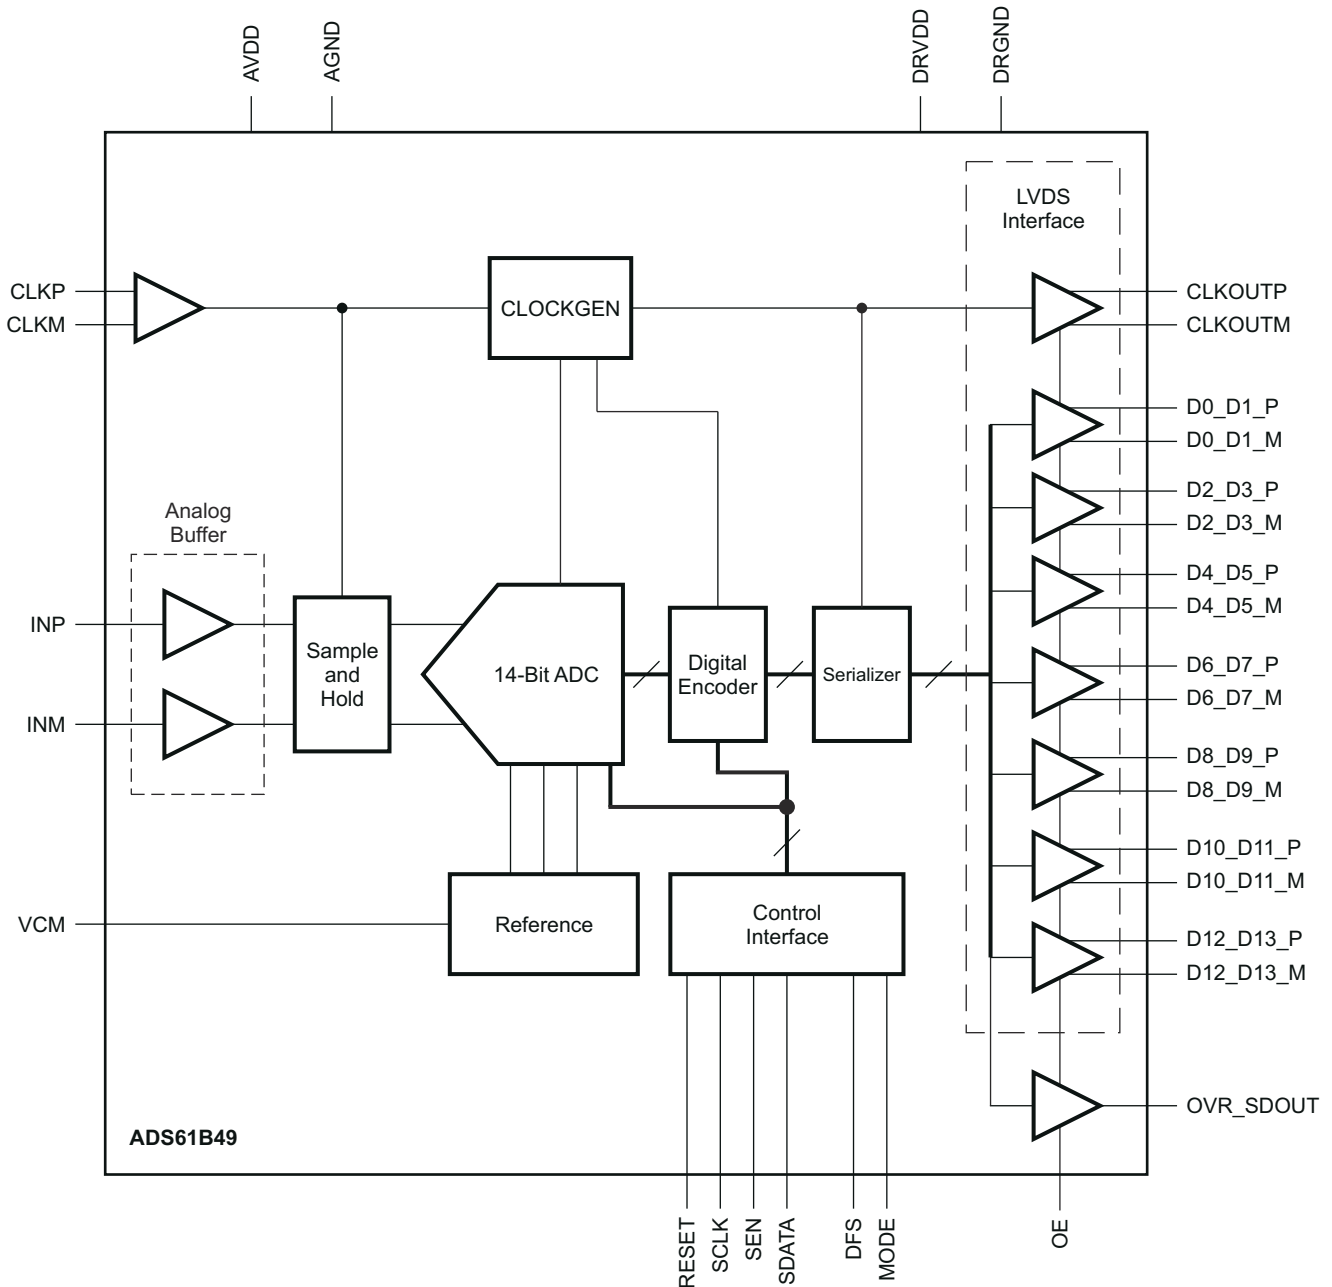 AVDD
AGND
DRVDD
DRGND
LVDS
Interface
CLKP
CLKM
CLOCKGEN
CLKOUTP
CLKOUTM
D0_D1_P
D0_D1_M
D2_D3_P
D2_D3_M
Analog
Buffer
D4_D5_P
D4_D5_M
INP
INM
Sample
and
Hold
14-Bit ADC
Digital
Encoder
Serializer
D6_D7_P
D6_D7_M
D8_D9_P
D8_D9_M
D10_D11_P
D10_D11_M
VCM
Reference
Control
Interface
D12_D13_P
D12_D13_M
OVR_SDOUT
ADS61B49
RESET
SCLK
SEN
SDATA
DFS
MODE
OE